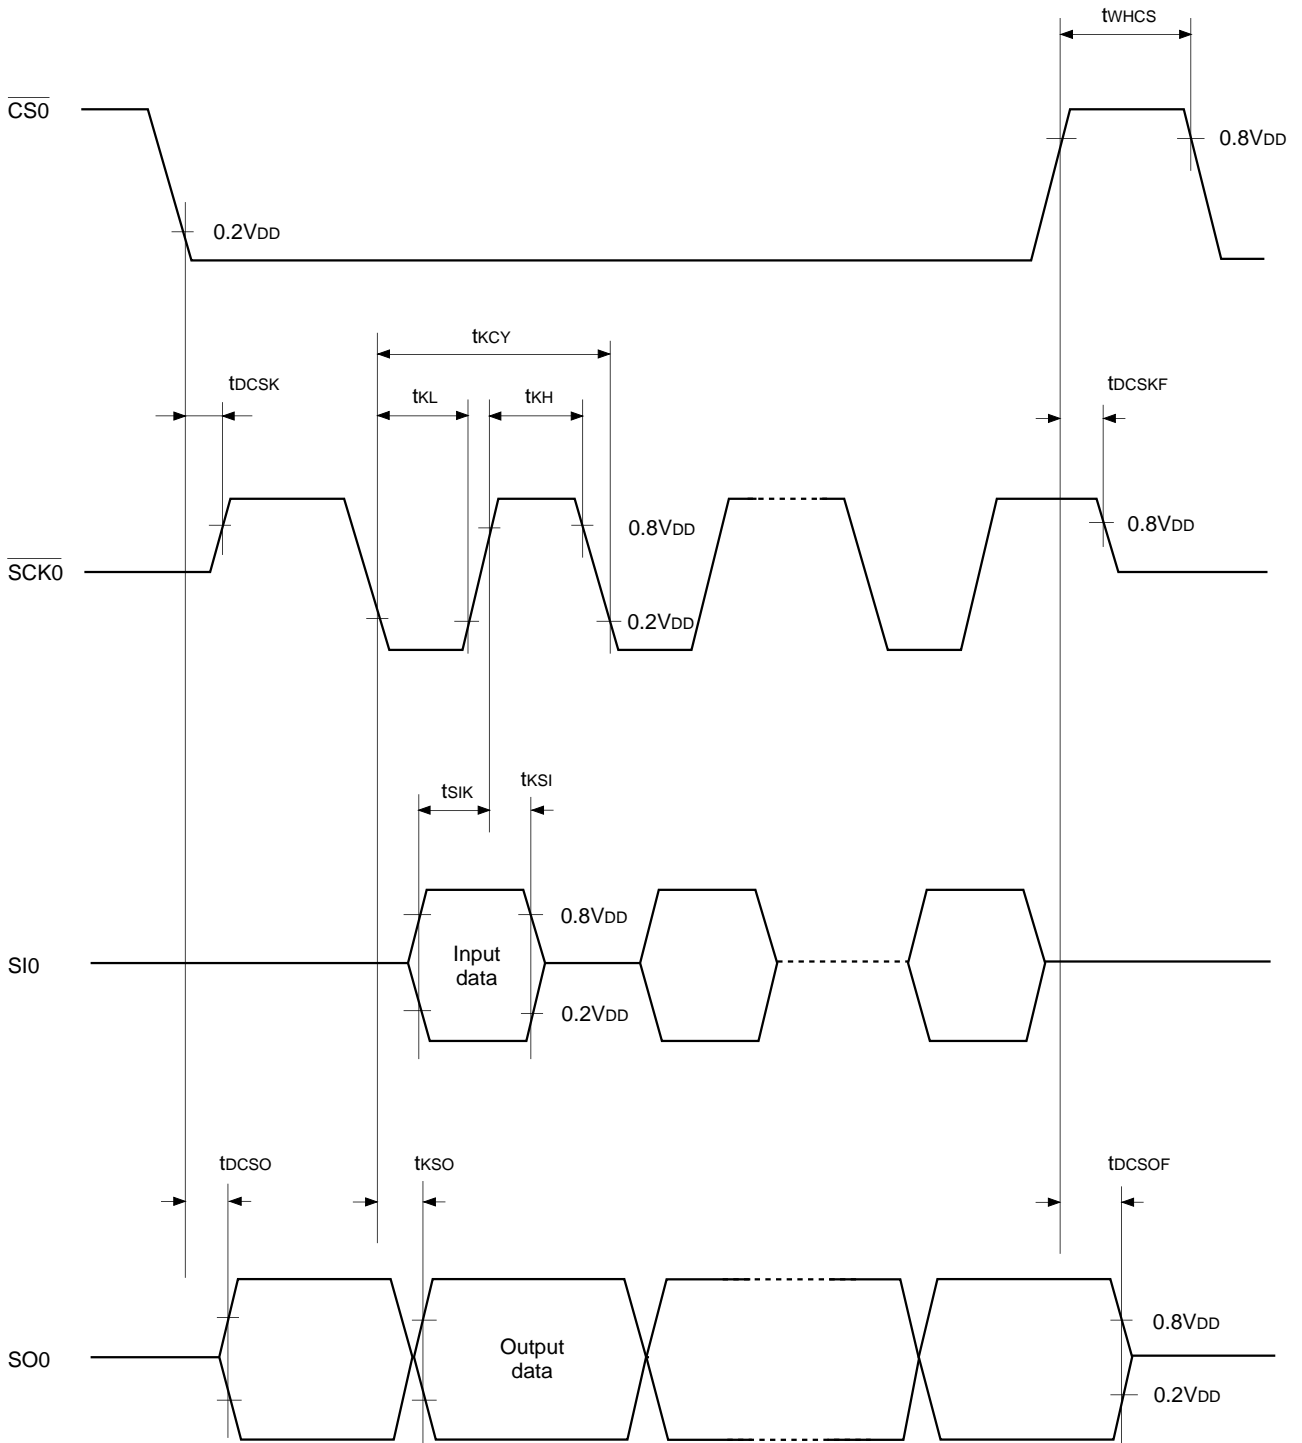 tWHCS
CS0
0.8VDD
0.2VDD
tKCY
tDCSK
tKL
tKH
tDCSKF
0.8VDD
0.8VDD
SCK0
0.2VDD
tSIK
tKSI
0.8VDD
Input
data
SI0
0.2VDD
tDCSO
tKSO
tDCSOF
0.8VDD
Output
data
SO0
0.2VDD